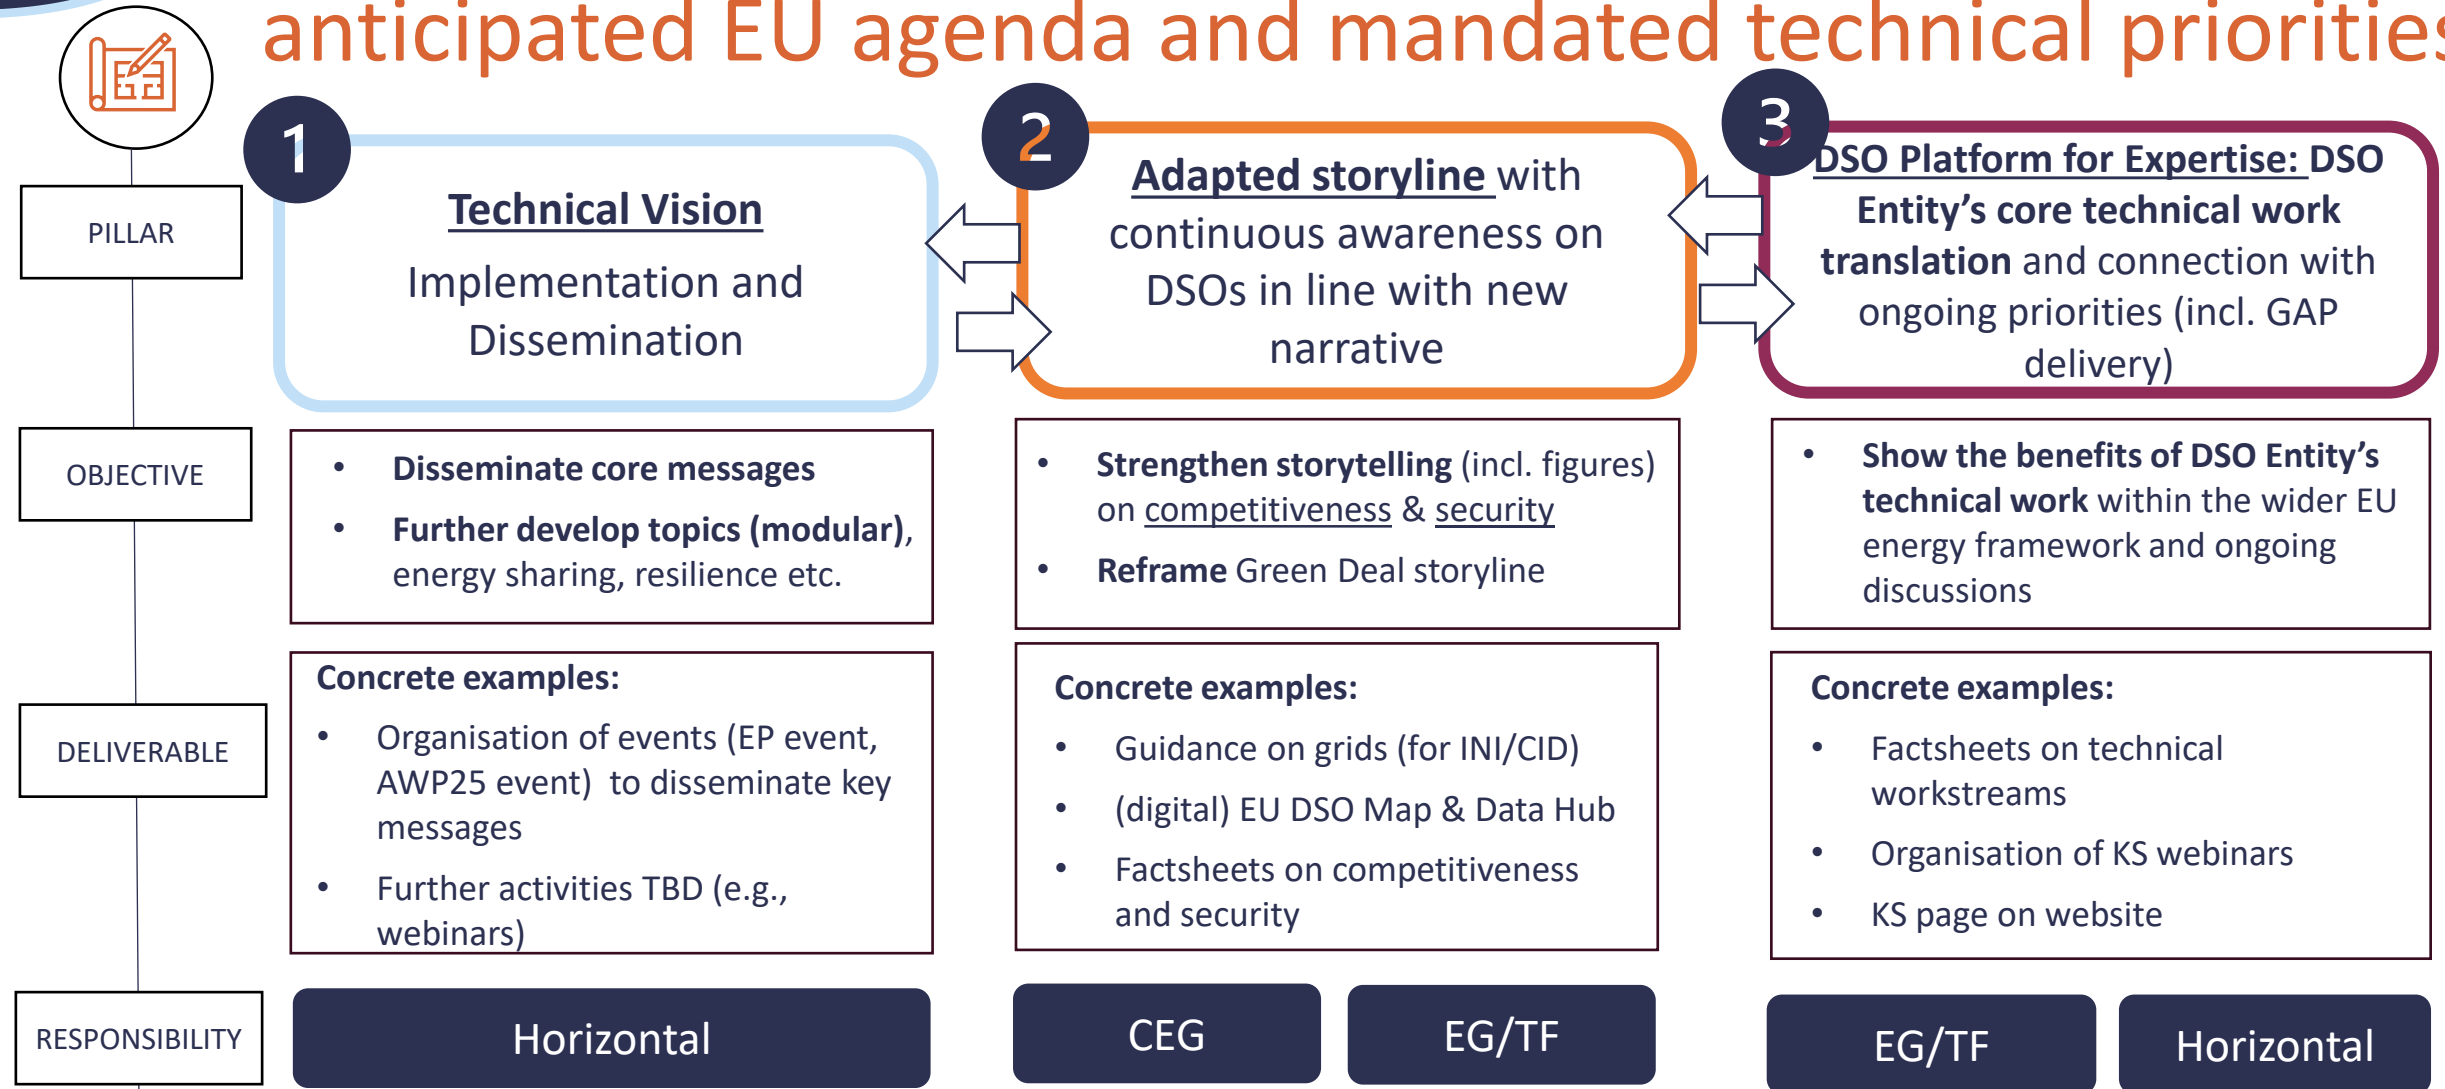 anticipated EU agenda and mandated technical priorities
PILLAR
1
Technical Vision
Implementation and
Dissemination
2
Adapted storyline with
continuous awareness on
DSOs in line with new
narrative
3
DSO Platform for Expertise: DSO
Entity’s core technical work
translation and connection with
ongoing priorities (incl. GAP
delivery)
OBJECTIVE
• Disseminate core messages
• Further develop topics (modular),
energy sharing, resilience etc.
• Strengthen storytelling (incl. figures)
on competitiveness & security
• Reframe Green Deal storyline
• Show the benefits of DSO Entity’s
technical work within the wider EU
energy framework and ongoing
discussions
DELIVERABLE
Concrete examples:
• Organisation of events (EP event,
AWP25 event) to disseminate key
messages
• Further activities TBD (e.g.,
webinars)
Concrete examples:
• Guidance on grids (for INI/CID)
• (digital) EU DSO Map & Data Hub
• Factsheets on competitiveness
and security
Concrete examples:
• Factsheets on technical
workstreams
• Organisation of KS webinars
• KS page on website
RESPONSIBILITY
Horizontal
CEG
EG/TF
EG/TF
Horizontal